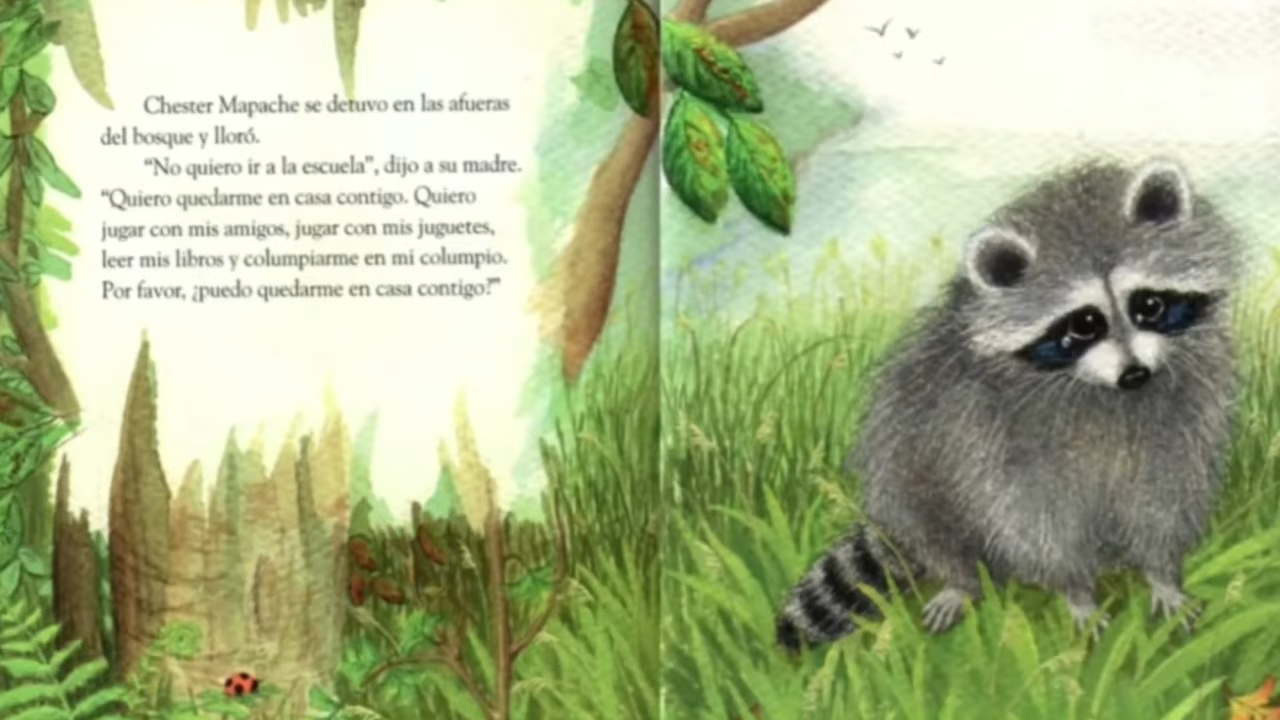 Chester Mapache se detuvo en las afueras
del bosque y lloró.
“No quiero ir a la escuela”, dijo a su madre.
“Quiero quedarme en casa contigo. Quiero
jugar con mis amigos, jugar con mis juguetes,
leer mis libros y columpiarme en mi columpio.
Por favor, ¿puedo quedarme en casa contigo?”